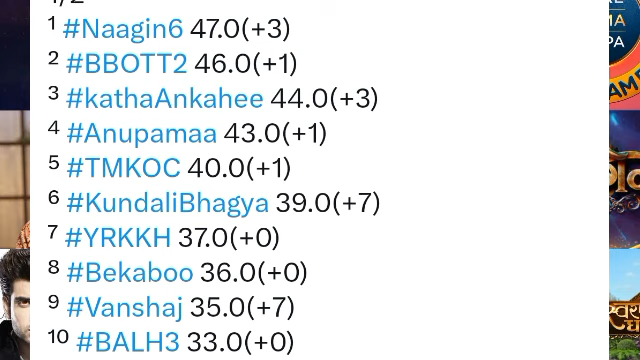 ¹ #Naagin6 47.0(+3)
² #BBOTT2 46.0(+1)
³ #kathaAnkahee 44.0(+3)
⁴ #Anupamaa 43.0(+1)
⁵ #TMKOC 40.0(+1)
⁶ #KundaliBhagya 39.0(+7)
⁷ #YRKKH 37.0(+0)
⁸ #Bekaboo 36.0(+0)
⁹ #Vanshaj 35.0(+7)
¹⁰ #BALH3 33.0(+0)